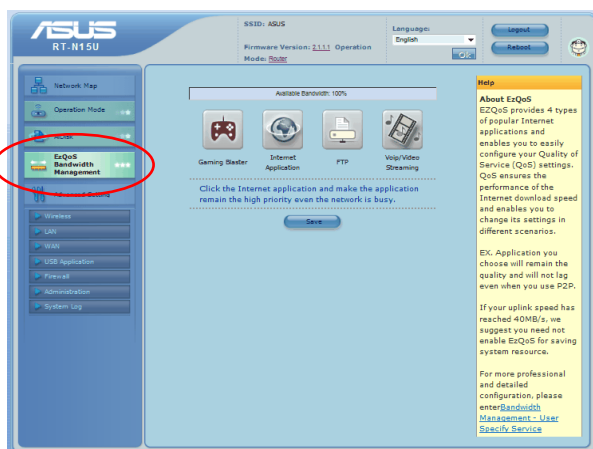 ASUS
RT-N15U
SSID: ASUS
Firmware Version: 2.1.1.1 Operation
Mode: Router
Language:
English
Logout
Reboot
Network Map
Operation Mode
AiDisk
EzQoS
Bandwidth
Management
Advanced Setting
Wireless
LAN
WAN
USB Application
Firewall
Administration
System Log
Available Bandwidth: 100%
Gaming Blaster
Internet
Application
FTP
Voip/Video
Streaming
Click the Internet application and make the application
remain the high priority even the network is
busy.
Save
Help
About EzQoS
EZQoS provides 4 types
of popular Internet
applications and
enables you to easily
configure your Quality of
Service (QoS) settings.
QoS ensures the
performance of the
Internet download speed
and enables you to
change its settings in
different scenarios.
EX. Application you
choose will remain the
quality and will not lag
even when you use P2P.
If your uplink speed has
reached 40MB/s, we
suggest you need not
enable EzQoS for saving
system resource.
For more professional
and detailed
configuration, please
enterBandwidth
Management - User
Specify Service